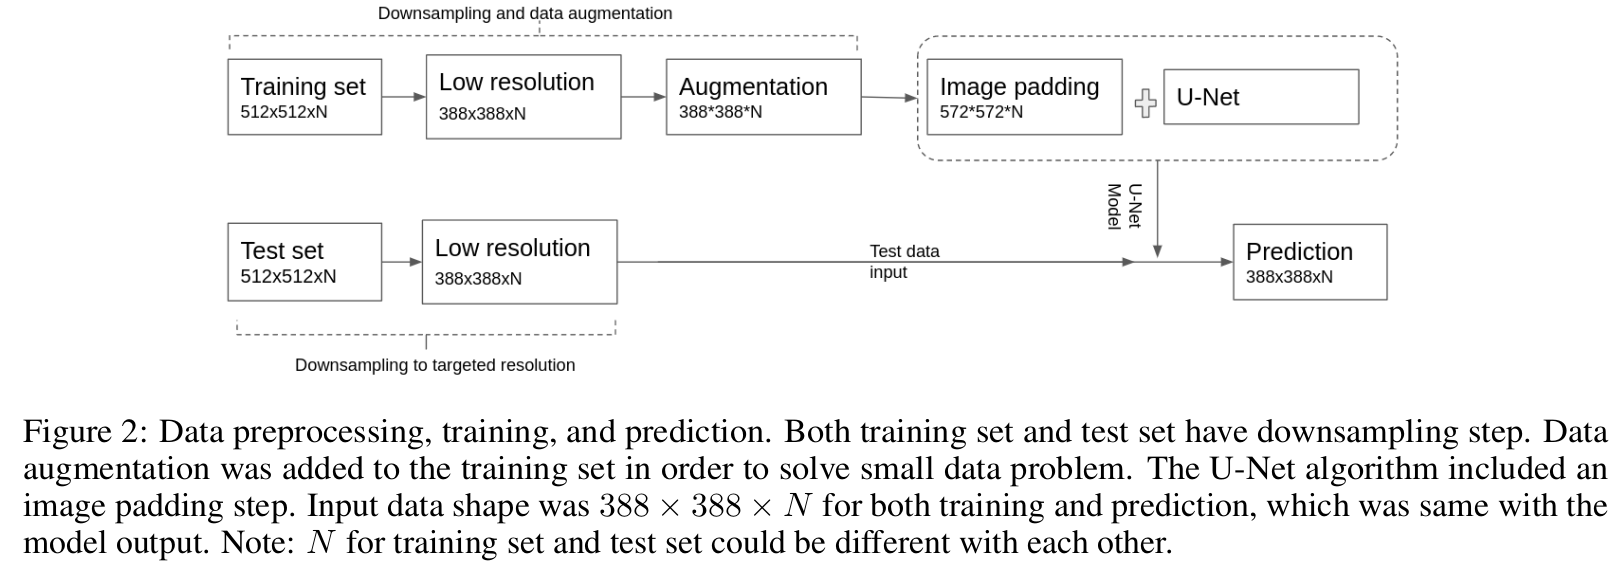 Downsampling and data augmentation
Training set
512x512xN
Low resolution
388x388xN
Augmentation
388*388*N
Image padding
572*572*N
U-Net
U-Net
Model
Test set
512x512xN
Low resolution
388x388xN
Test data
input
Prediction
388x388xN
Downsampling to targeted resolution
Figure 2: Data preprocessing, training, and prediction. Both training set and test set have downsampling step. Data
augmentation was added to the training set in order to solve small data problem. The U-Net algorithm included an
image padding step. Input data shape was 388 × 388 × N for both training and prediction, which was same with the
model output. Note: N for training set and test set could be different with each other.